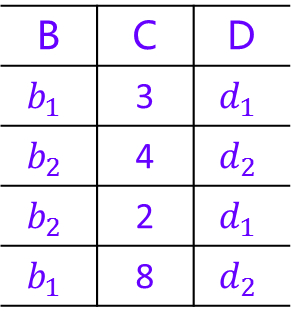 B C D
b₁ 3 d₁
b₂ 4 d₂
b₂ 2 d₁
b₁ 8 d₂